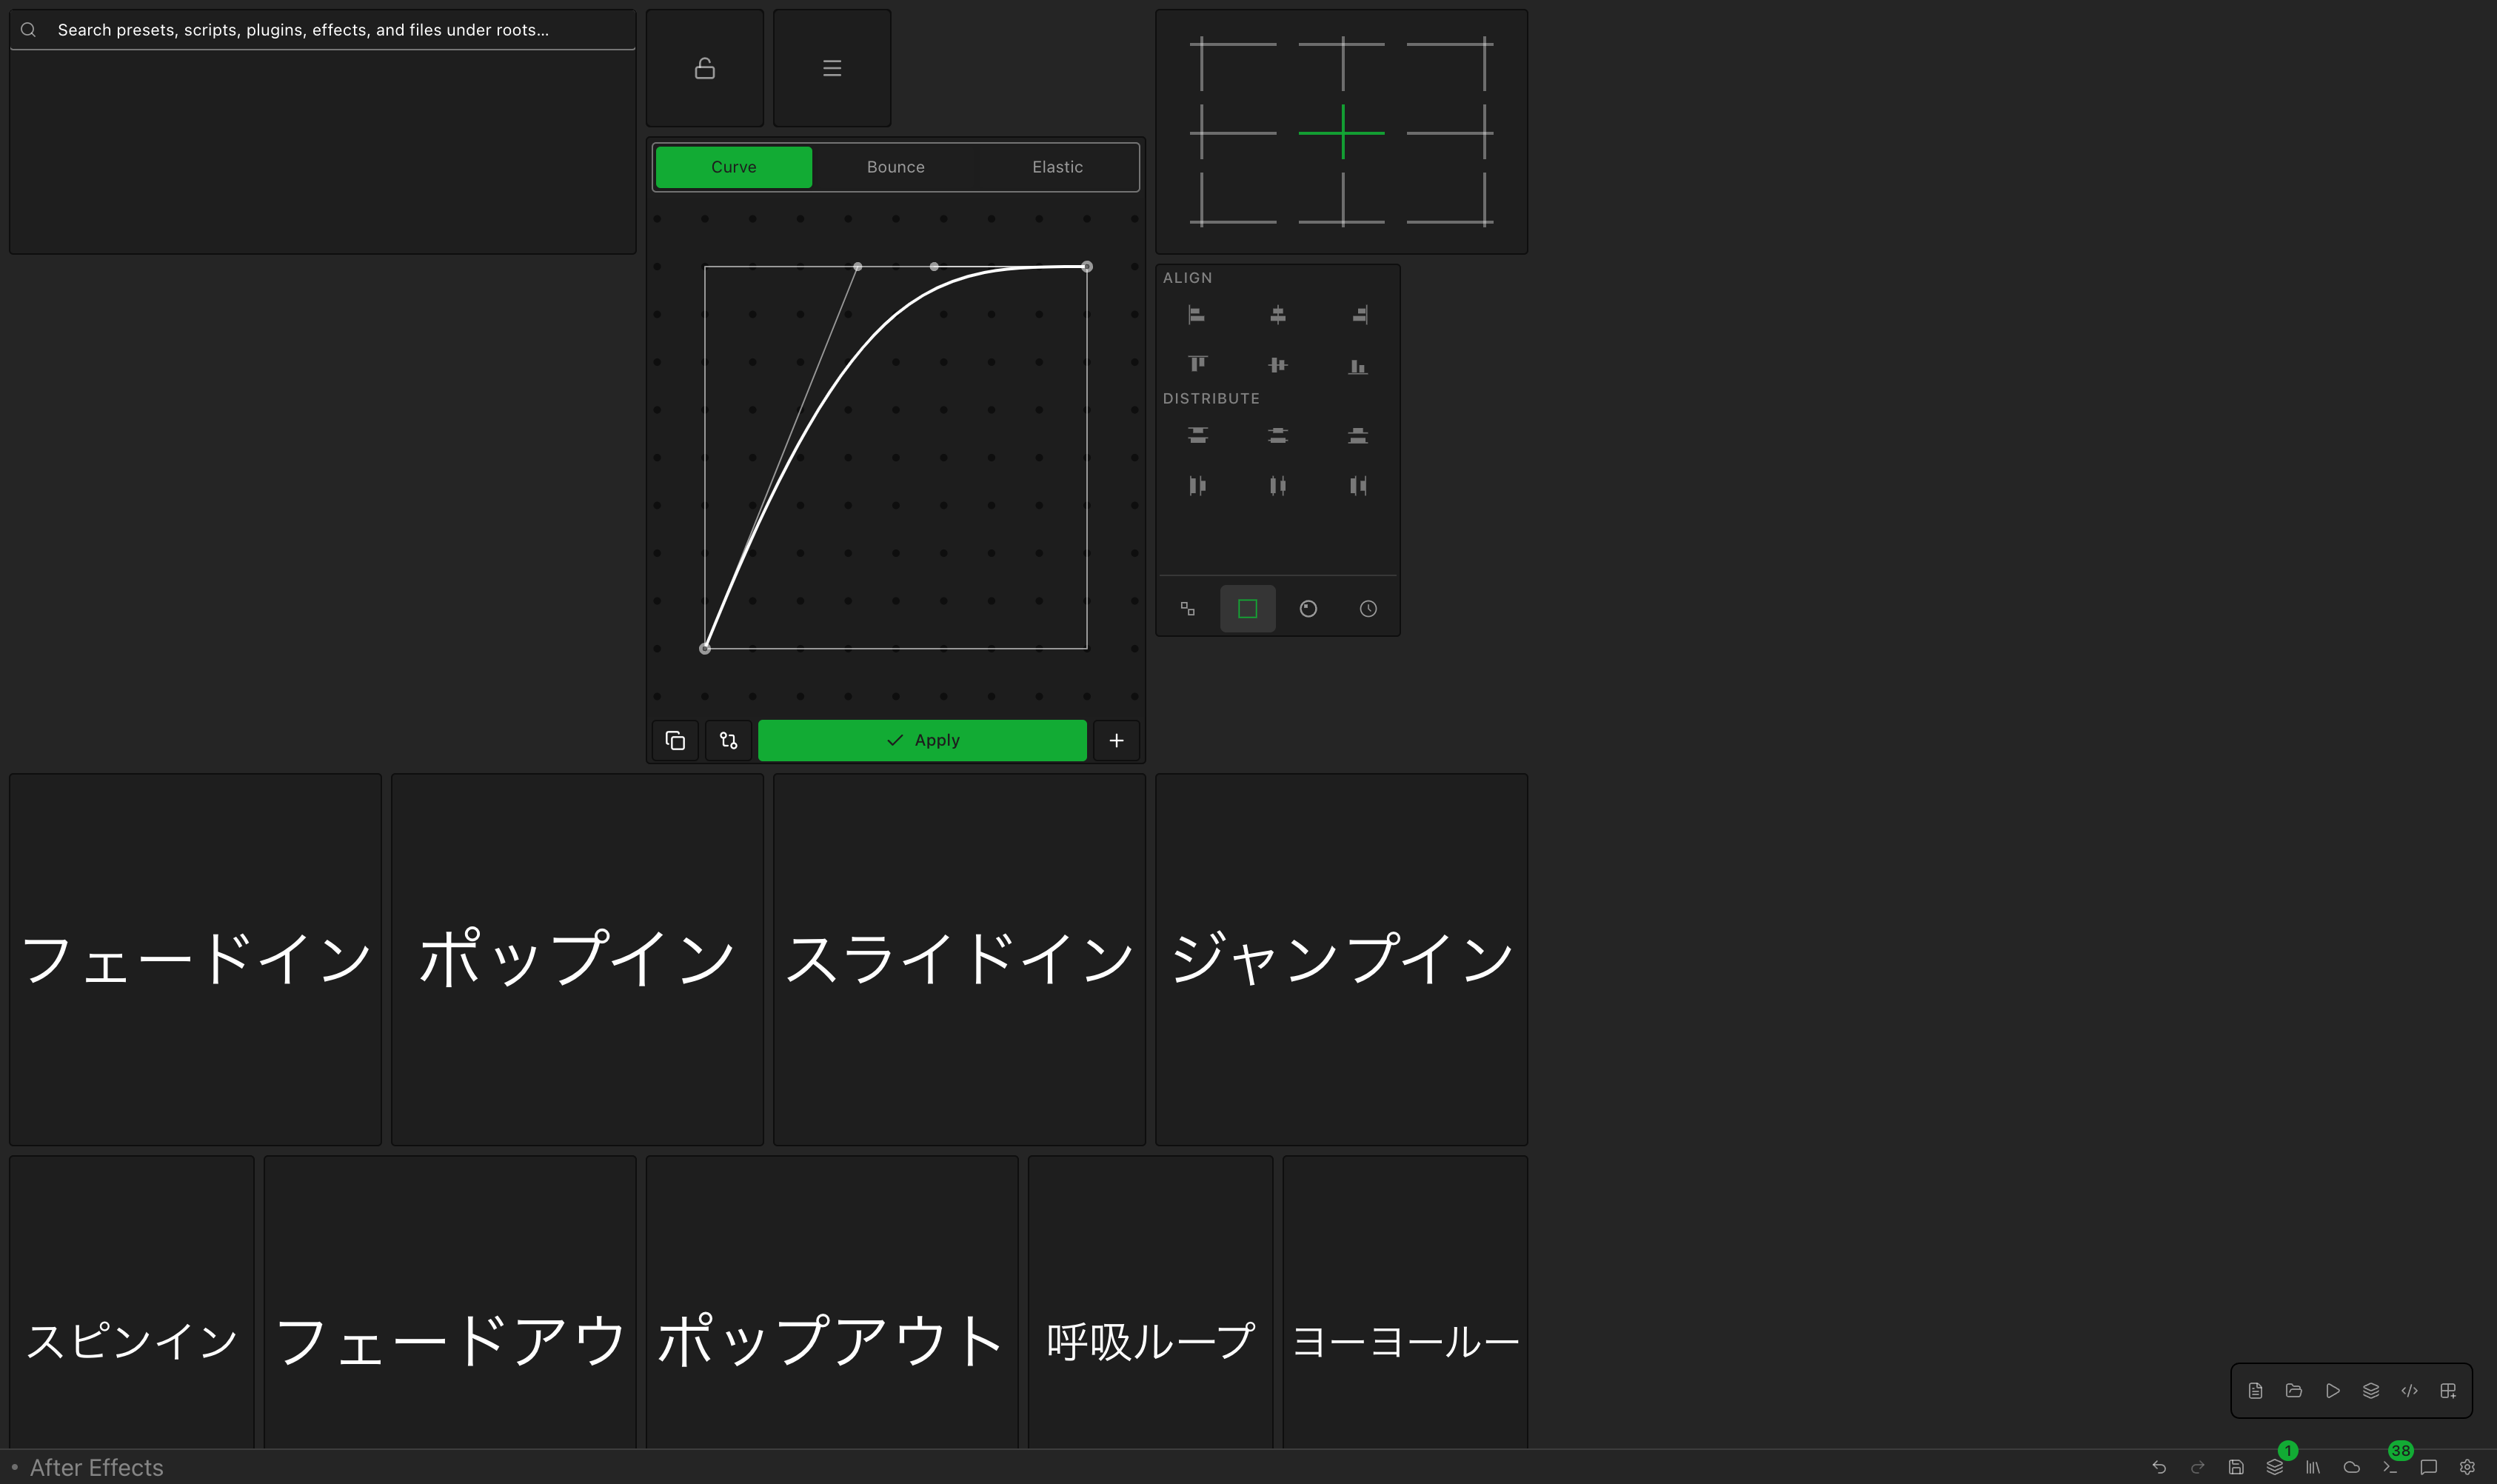 Search presets, scripts, plugins, effects, and files under roots...
Curve
Bounce
Elastic
ALIGN
DISTRIBUTE
Apply
フェードイン
ポップイン
スライドイン
ジャンプイン
スピンイン
フェードアウ
ポップアウト
呼吸ループ
ヨーヨールー
After Effects
1
38